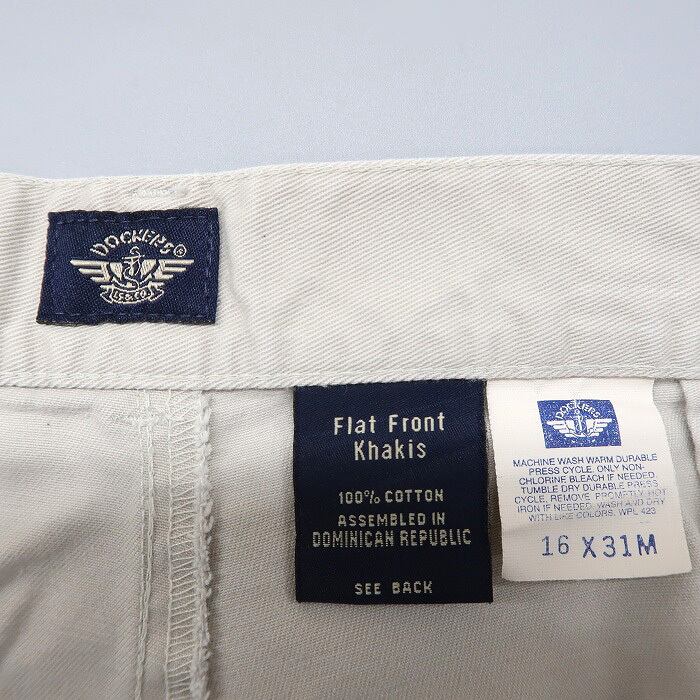 DOCKERS®
LS&CO.
Flat Front
Khakis
100% COTTON
ASSEMBLED IN
DOMINICAN REPUBLIC
SEE BACK
DOCKERS
MACHINE WASH WARM DURABLE
PRESS CYCLE. ONLY NON-
CHLORINE BLEACH IF NEEDED.
TUMBLE DRY DURABLE PRESS
CYCLE, REMOVE PROMPTLY HOT
IRON IF NEEDED. WASH AND DRY
WITH LIKE COLORS. WPL 423
16 X 31M